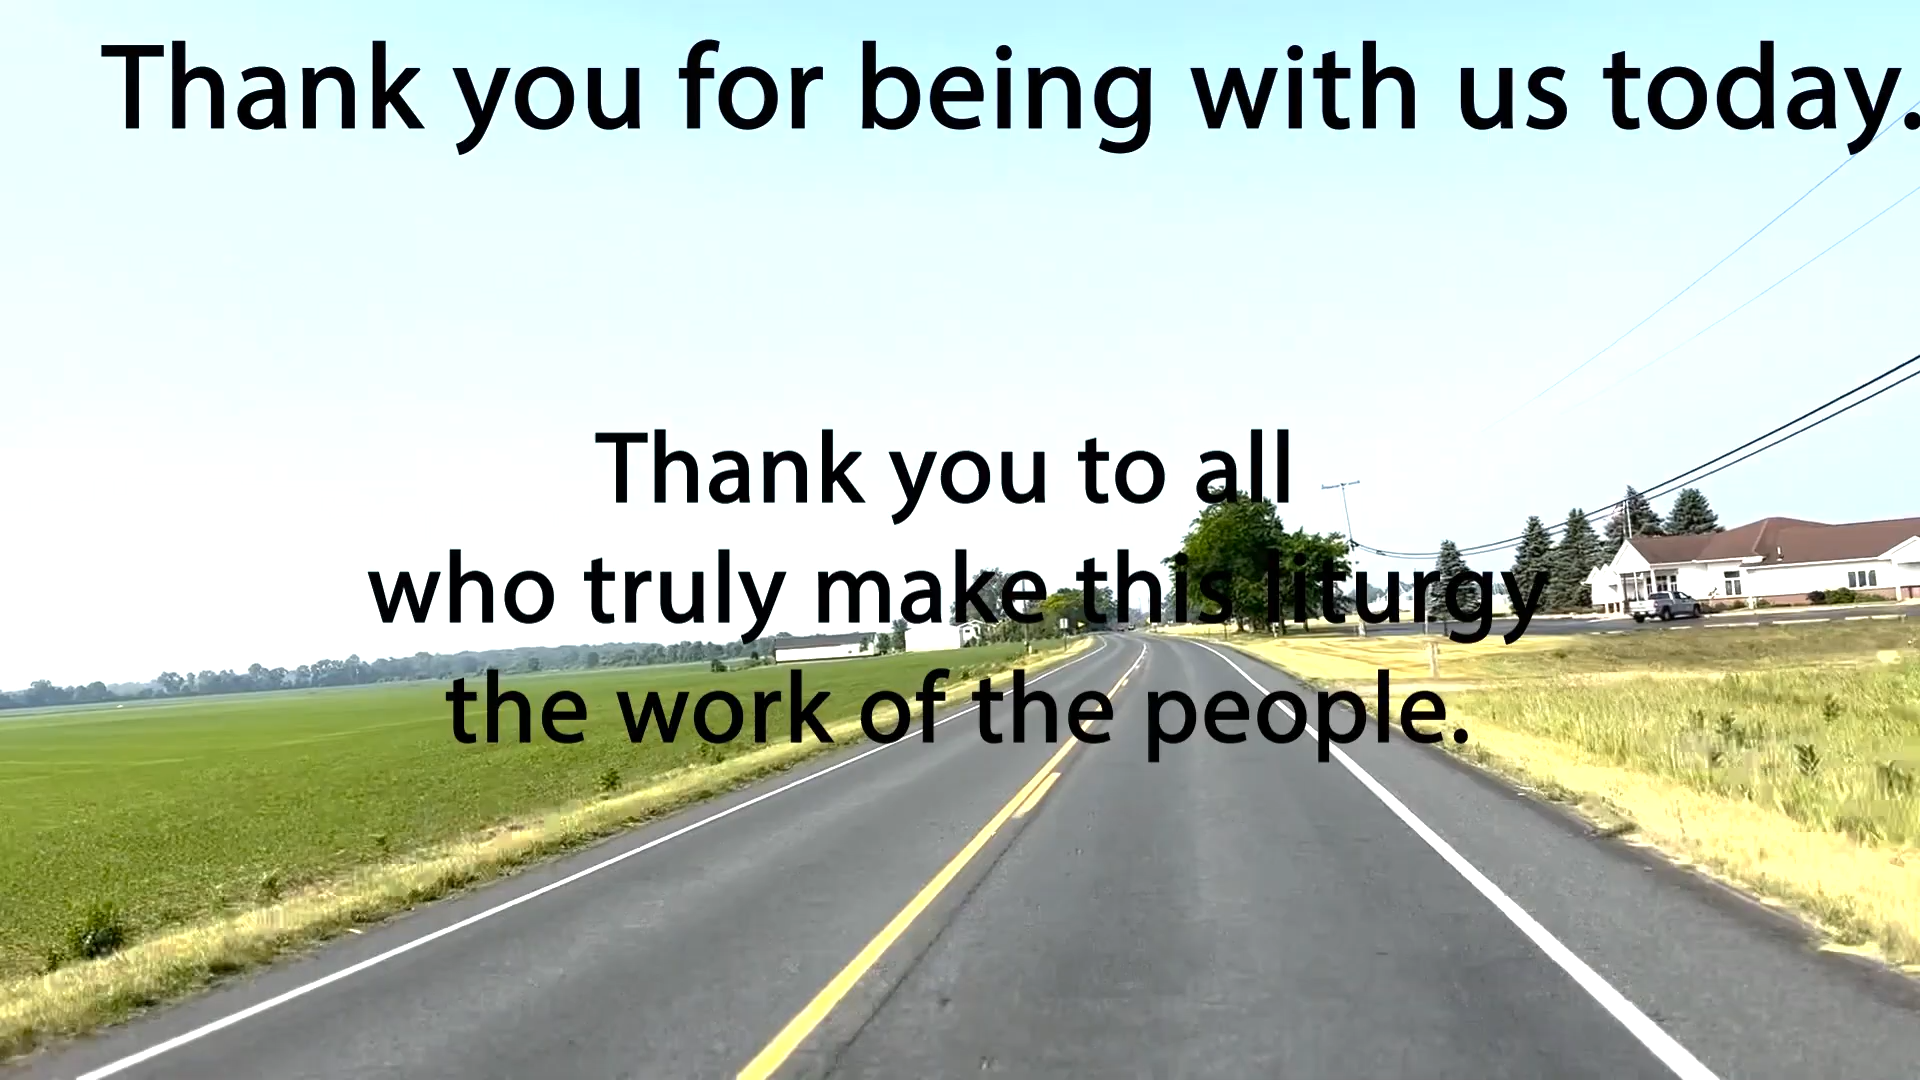 Thank you for being with us today.
Thank you to all
who truly make this liturgy
the work of the people.